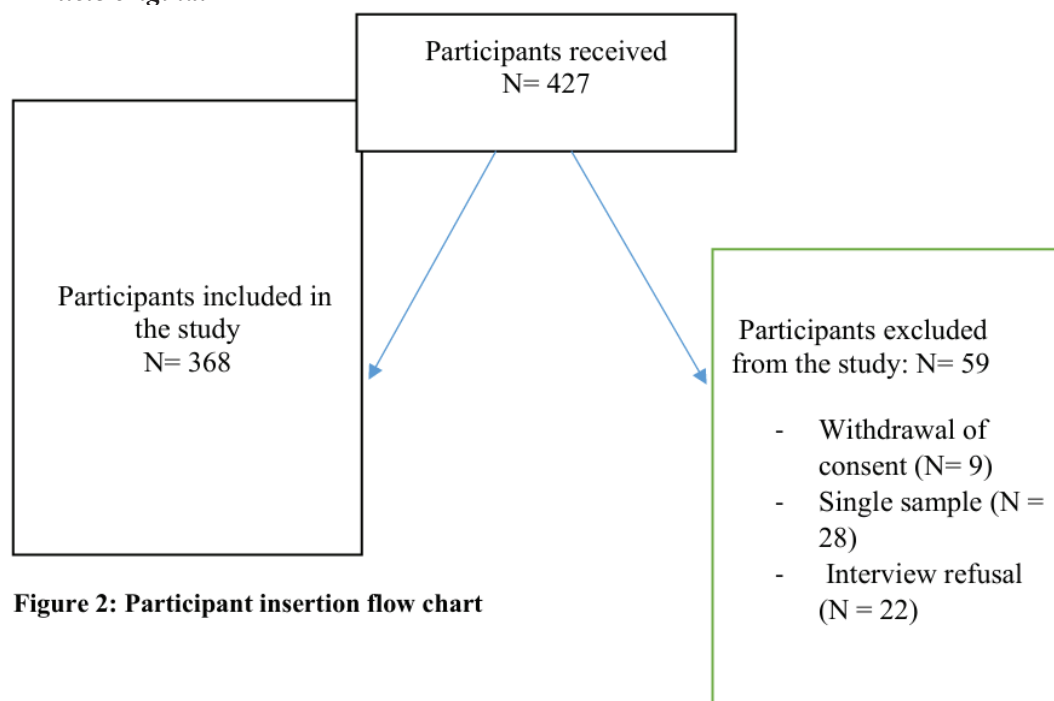 Participants received
N= 427
Participants included in
the study
N= 368
Participants excluded
from the study: N= 59
- Withdrawal of
consent (N= 9)
- Single sample (N =
28)
- Interview refusal
(N = 22)
Figure 2: Participant insertion flow chart